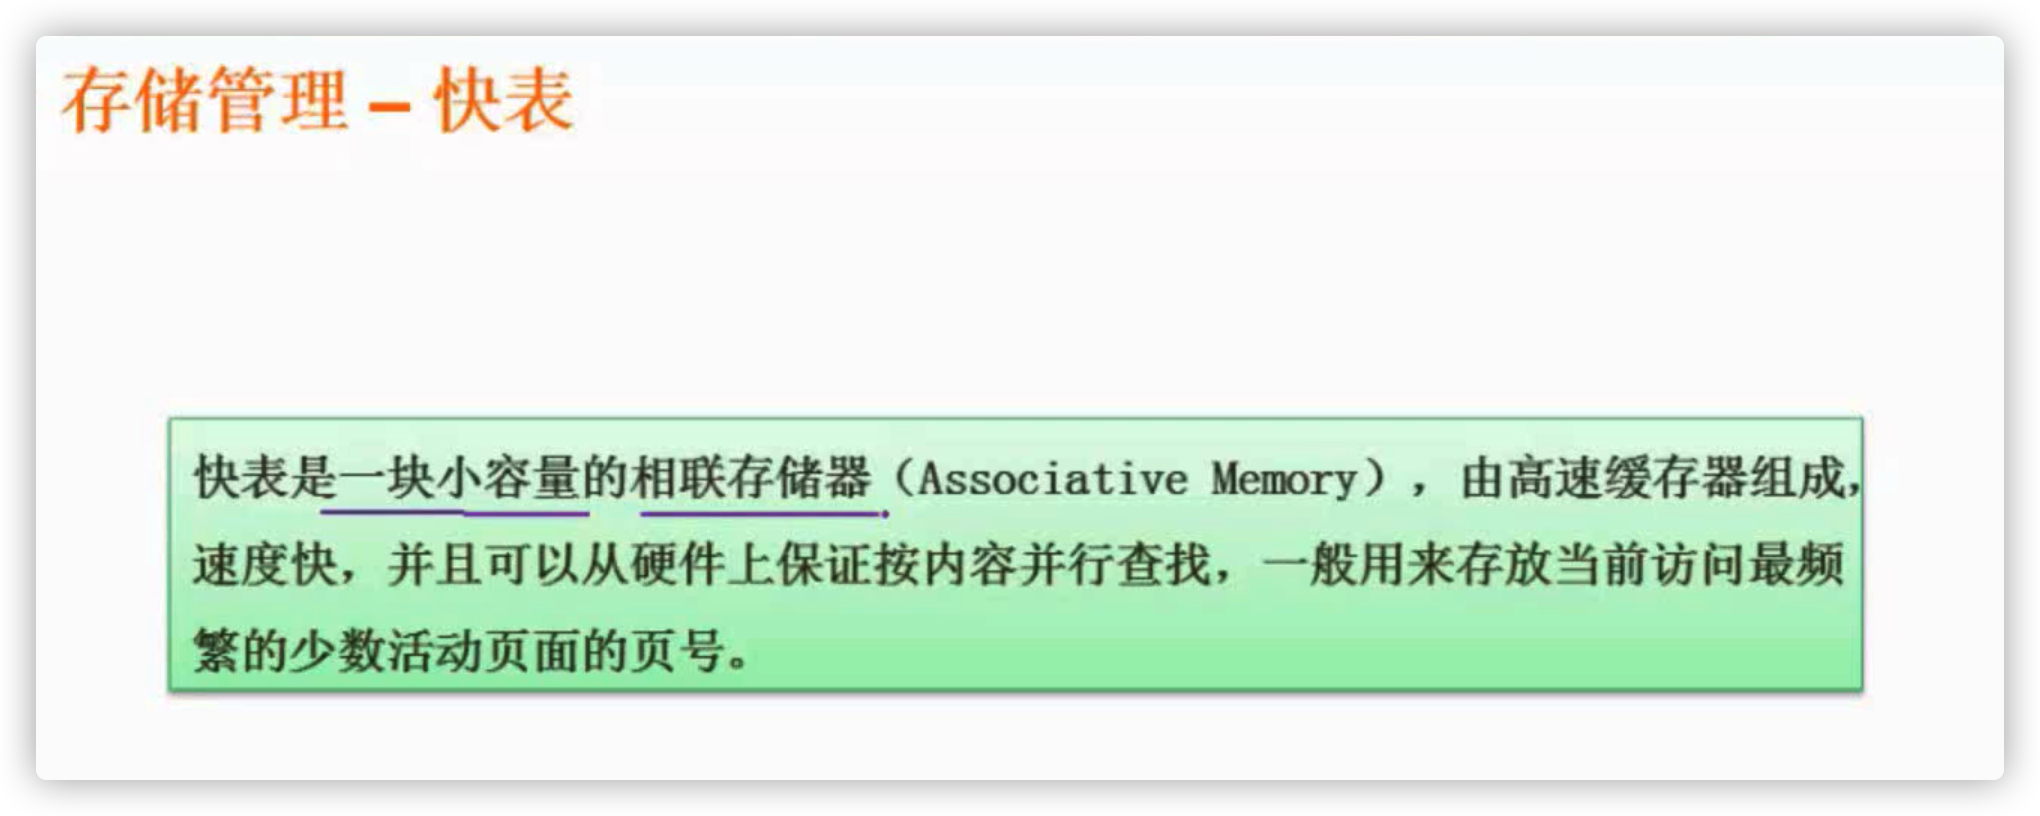 存储管理 – 快表
快表是一块小容量的相联存储器（Associative Memory），由高速缓存器组成，
速度快，并且可以从硬件上保证按内容并行查找，一般用来存放当前访问最频
繁的少数活动页面的页号。